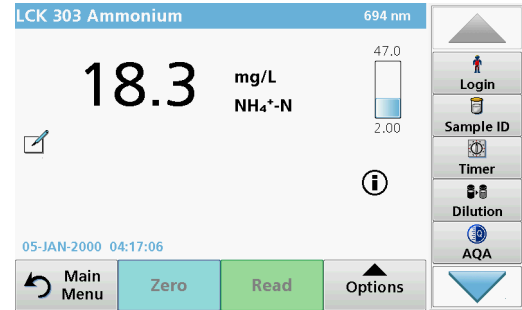 LCK 303 Ammonium
694 nm
18.3
mg/L
NH₄⁺-N
47.0
2.00
i
05-JAN-2000 04:17:06
Main
Menu
Zero
Read
Options
Login
Sample ID
Timer
Dilution
AQA